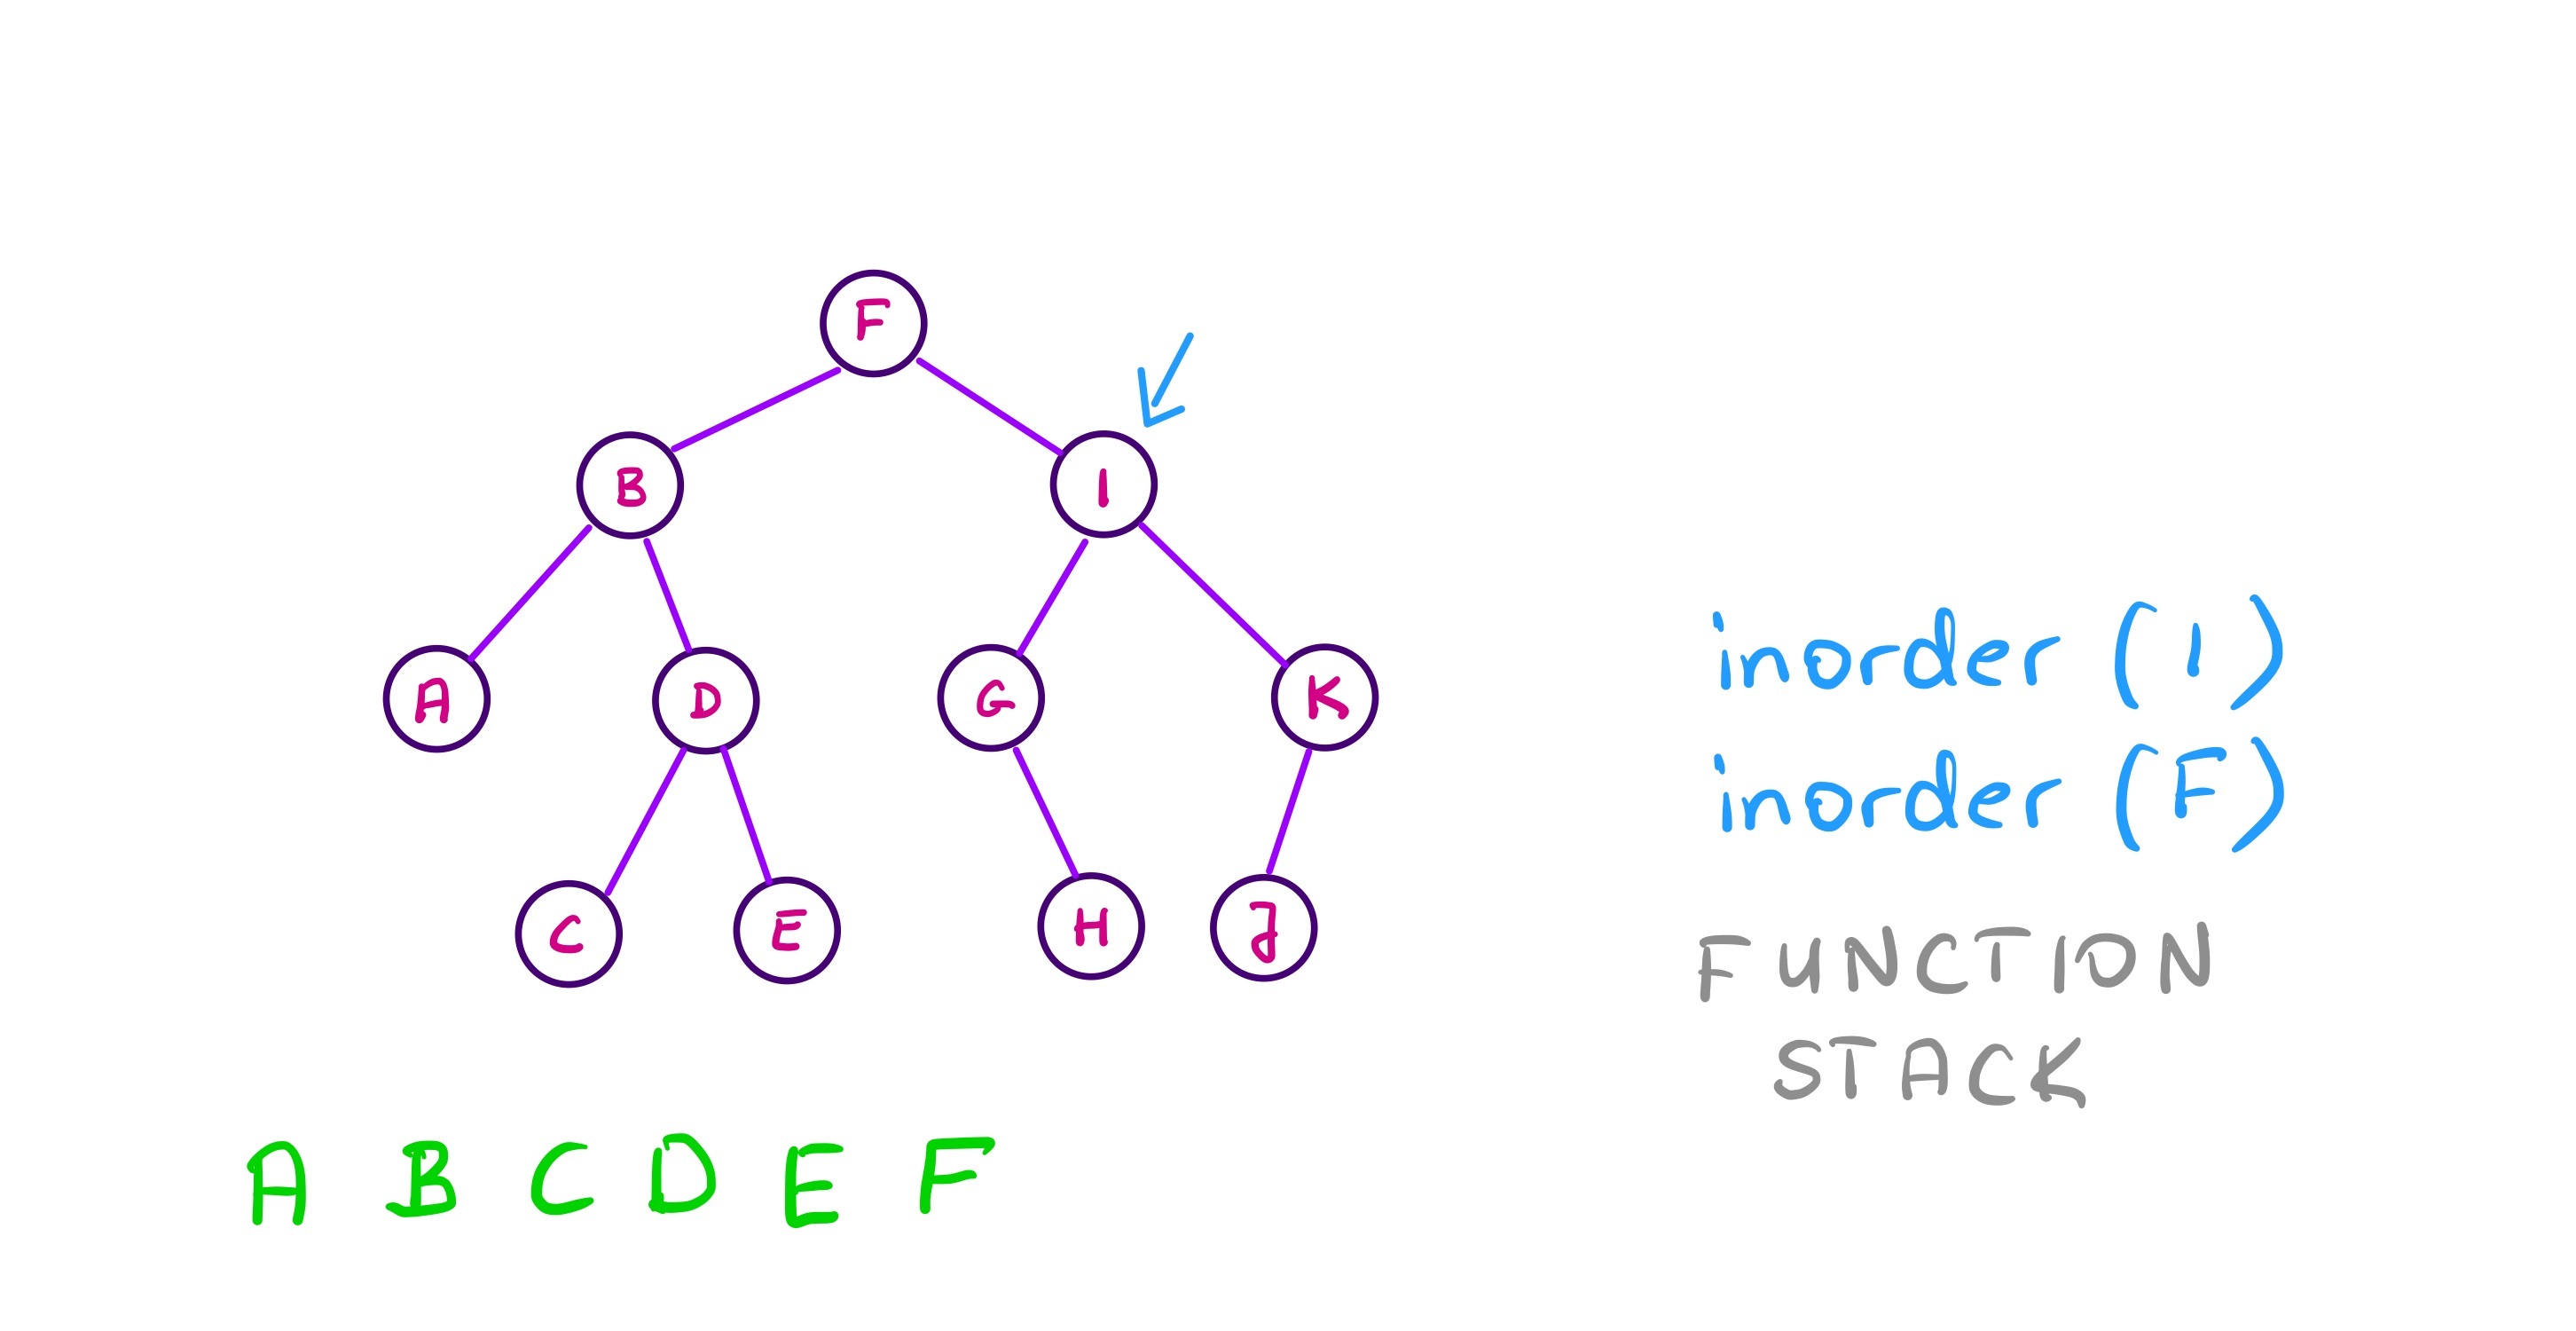 F
B I
A D G K
C E H J
inorder (I)
inorder (F)
FUNCTION
STACK
A B C D E F